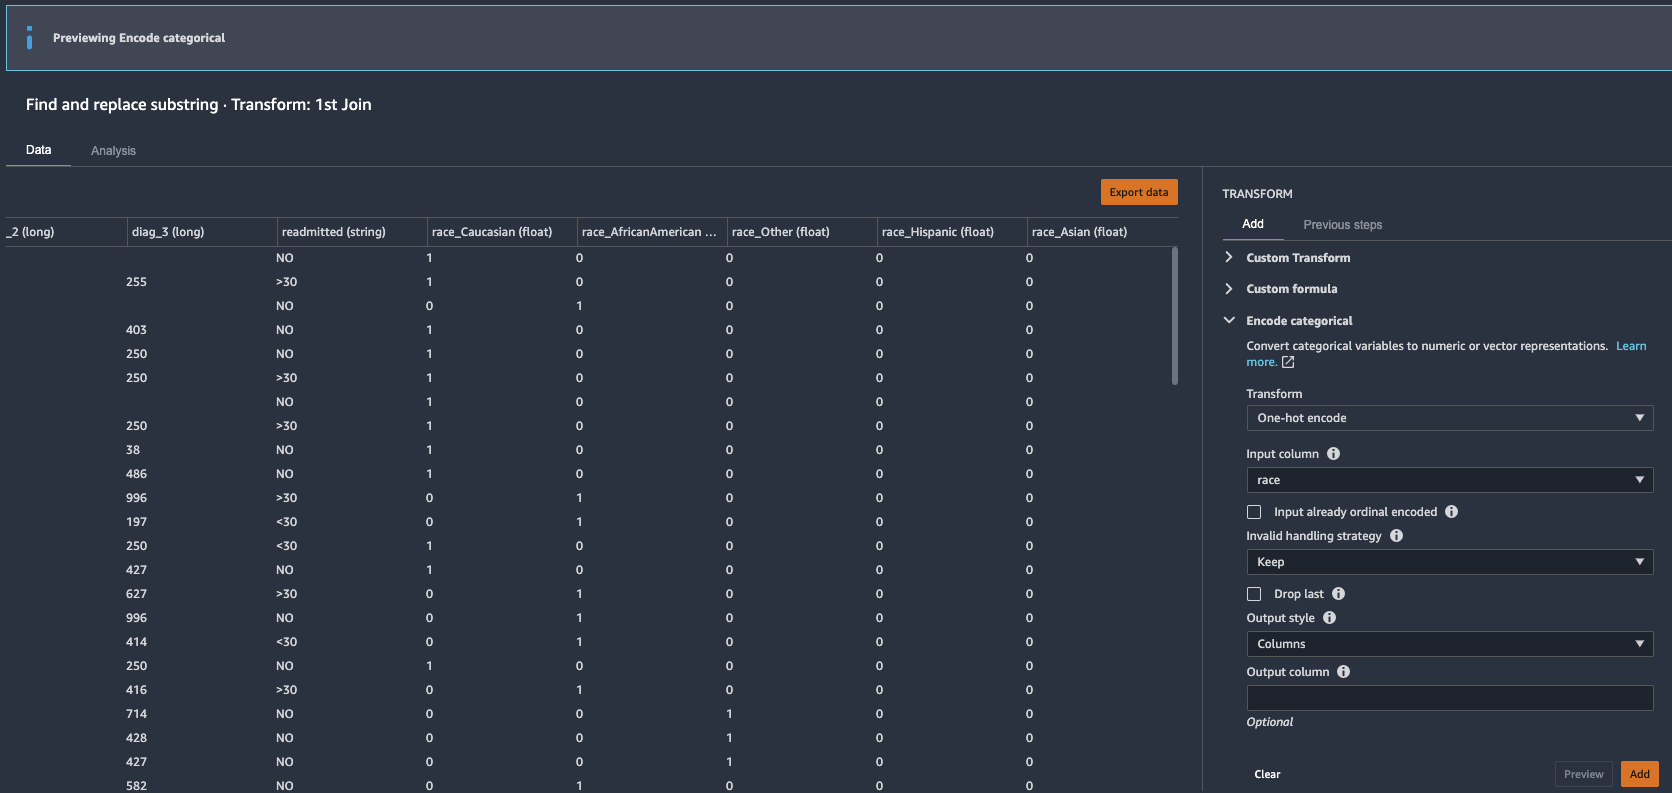 Previewing Encode categorical
Find and replace substring · Transform: 1st Join
Data Analysis
Export data
_2 (long) diag_3 (long) readmitted (string) race_Caucasian (float) race_AfricanAmerican ... race_Other (float) race_Hispanic (float) race_Asian (float)
NO 1 0 0 0 0
255 >30 1 0 0 0 0
NO 0 1 0 0 0
403 NO 1 0 0 0 0
250 NO 1 0 0 0 0
250 >30 1 0 0 0 0
NO 1 0 0 0 0
250 >30 1 0 0 0 0
38 NO 1 0 0 0 0
486 NO 1 0 0 0 0
996 >30 0 1 0 0 0
197 <30 0 1 0 0 0
250 <30 1 0 0 0 0
427 NO 1 0 0 0 0
627 >30 0 1 0 0 0
996 NO 0 1 0 0 0
414 <30 0 1 0 0 0
250 NO 1 0 0 0 0
416 >30 0 1 0 0 0
714 NO 0 0 1 0 0
428 NO 0 0 1 0 0
427 NO 0 0 1 0 0
582 NO 0 1 0 0 0
TRANSFORM
Add Previous steps
Custom Transform
Custom formula
Encode categorical
Convert categorical variables to numeric or vector representations. Learn
more.
Transform
One-hot encode
Input column
race
Input already ordinal encoded
Invalid handling strategy
Keep
Drop last
Output style
Columns
Output column
Optional
Clear Preview Add